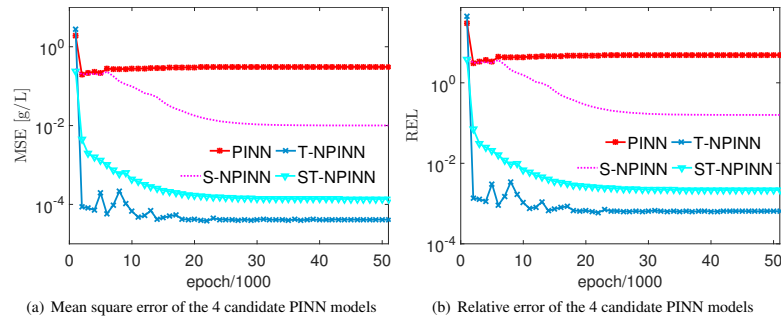 MSE [g/L]
10^0
10^-2
10^-4
PINN
T-NPINN
S-NPINN
ST-NPINN
0 10 20 30 40 50
epoch/1000
(a) Mean square error of the 4 candidate PINN models
REL
10^2
10^0
10^-2
10^-4
PINN
T-NPINN
S-NPINN
ST-NPINN
0 10 20 30 40 50
epoch/1000
(b) Relative error of the 4 candidate PINN models